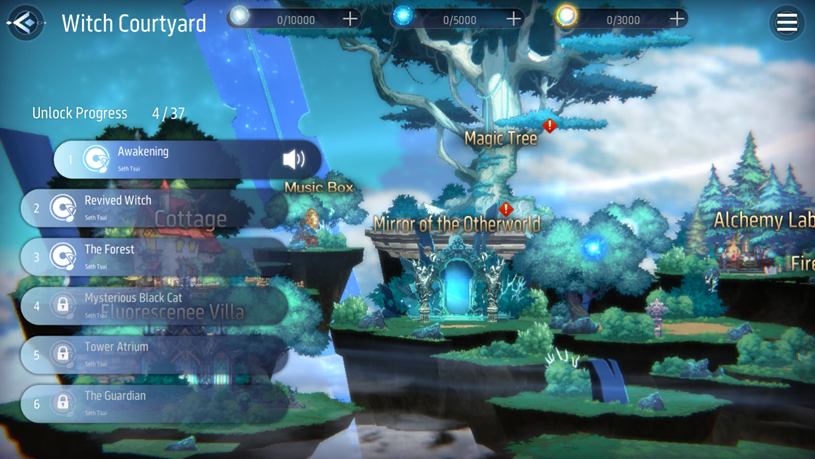 Witch Courtyard
0/10000
0/5000
0/3000
Unlock Progress 4 / 37
1 Awakening
Seth Tsui
2 Revived Witch
Seth Tsui
3 The Forest
Seth Tsui
4 Mysterious Black Cat
Seth Tsui
5 Tower Atrium
Seth Tsui
6 The Guardian
Seth Tsui
Cottage
Fluorescenee Villa
Music Box
Magic Tree
Mirror of the Otherworld
Alchemy Lab
Fire